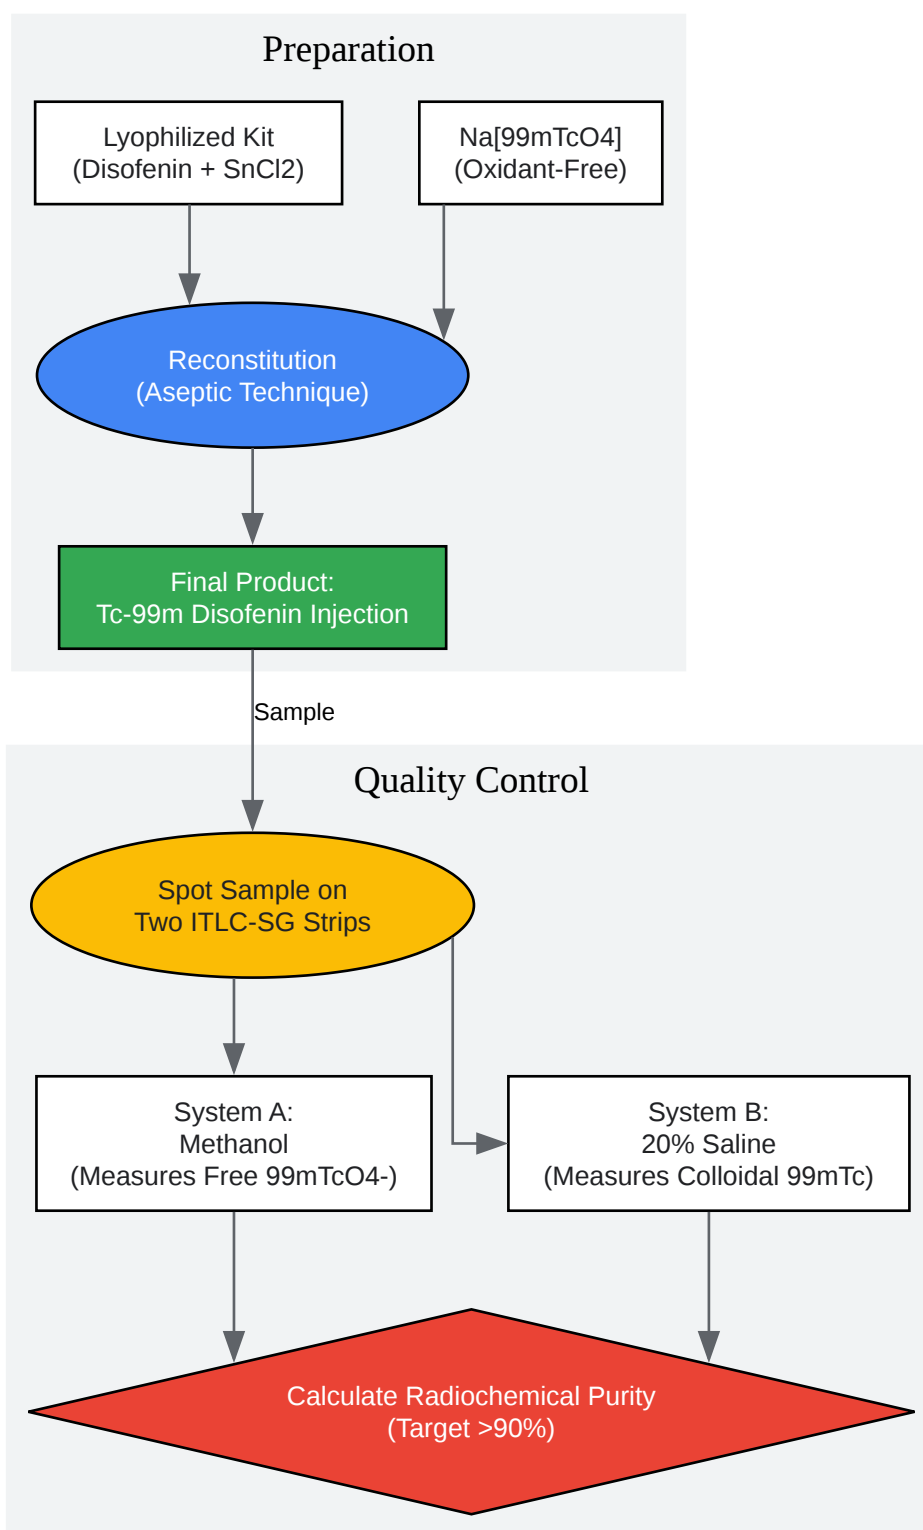 Preparation
Lyophilized Kit
(Disofenin + SnCl2)
Na[99mTcO4]
(Oxidant-Free)
Reconstitution
(Aseptic Technique)
Final Product:
Tc-99m Disofenin Injection
Sample
Quality Control
Spot Sample on
Two ITLC-SG Strips
System A:
Methanol
(Measures Free 99mTcO4-)
System B:
20% Saline
(Measures Colloidal 99mTc)
Calculate Radiochemical Purity
(Target >90%)